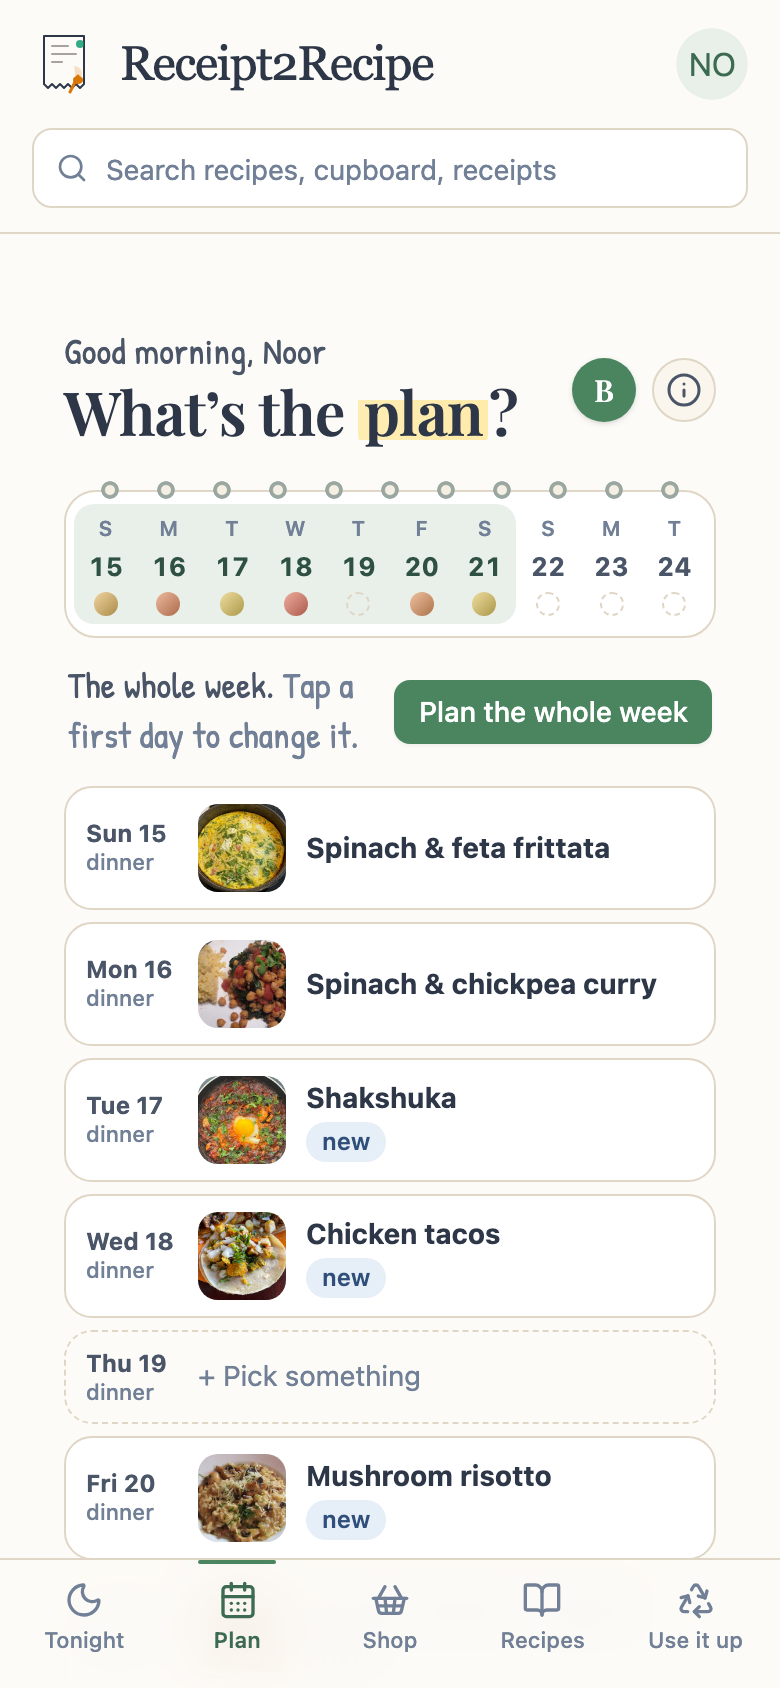 Receipt2Recipe
NO
Search recipes, cupboard, receipts
Good morning, Noor
What's the plan?
B
S M T W T F S S M T
15 16 17 18 19 20 21 22 23 24
The whole week. Tap a
first day to change it.
Plan the whole week
Sun 15
dinner
Spinach & feta frittata
Mon 16
dinner
Spinach & chickpea curry
Tue 17
dinner
Shakshuka
new
Wed 18
dinner
Chicken tacos
new
Thu 19
dinner
+ Pick something
Fri 20
dinner
Mushroom risotto
new
Tonight
Plan
Shop
Recipes
Use it up